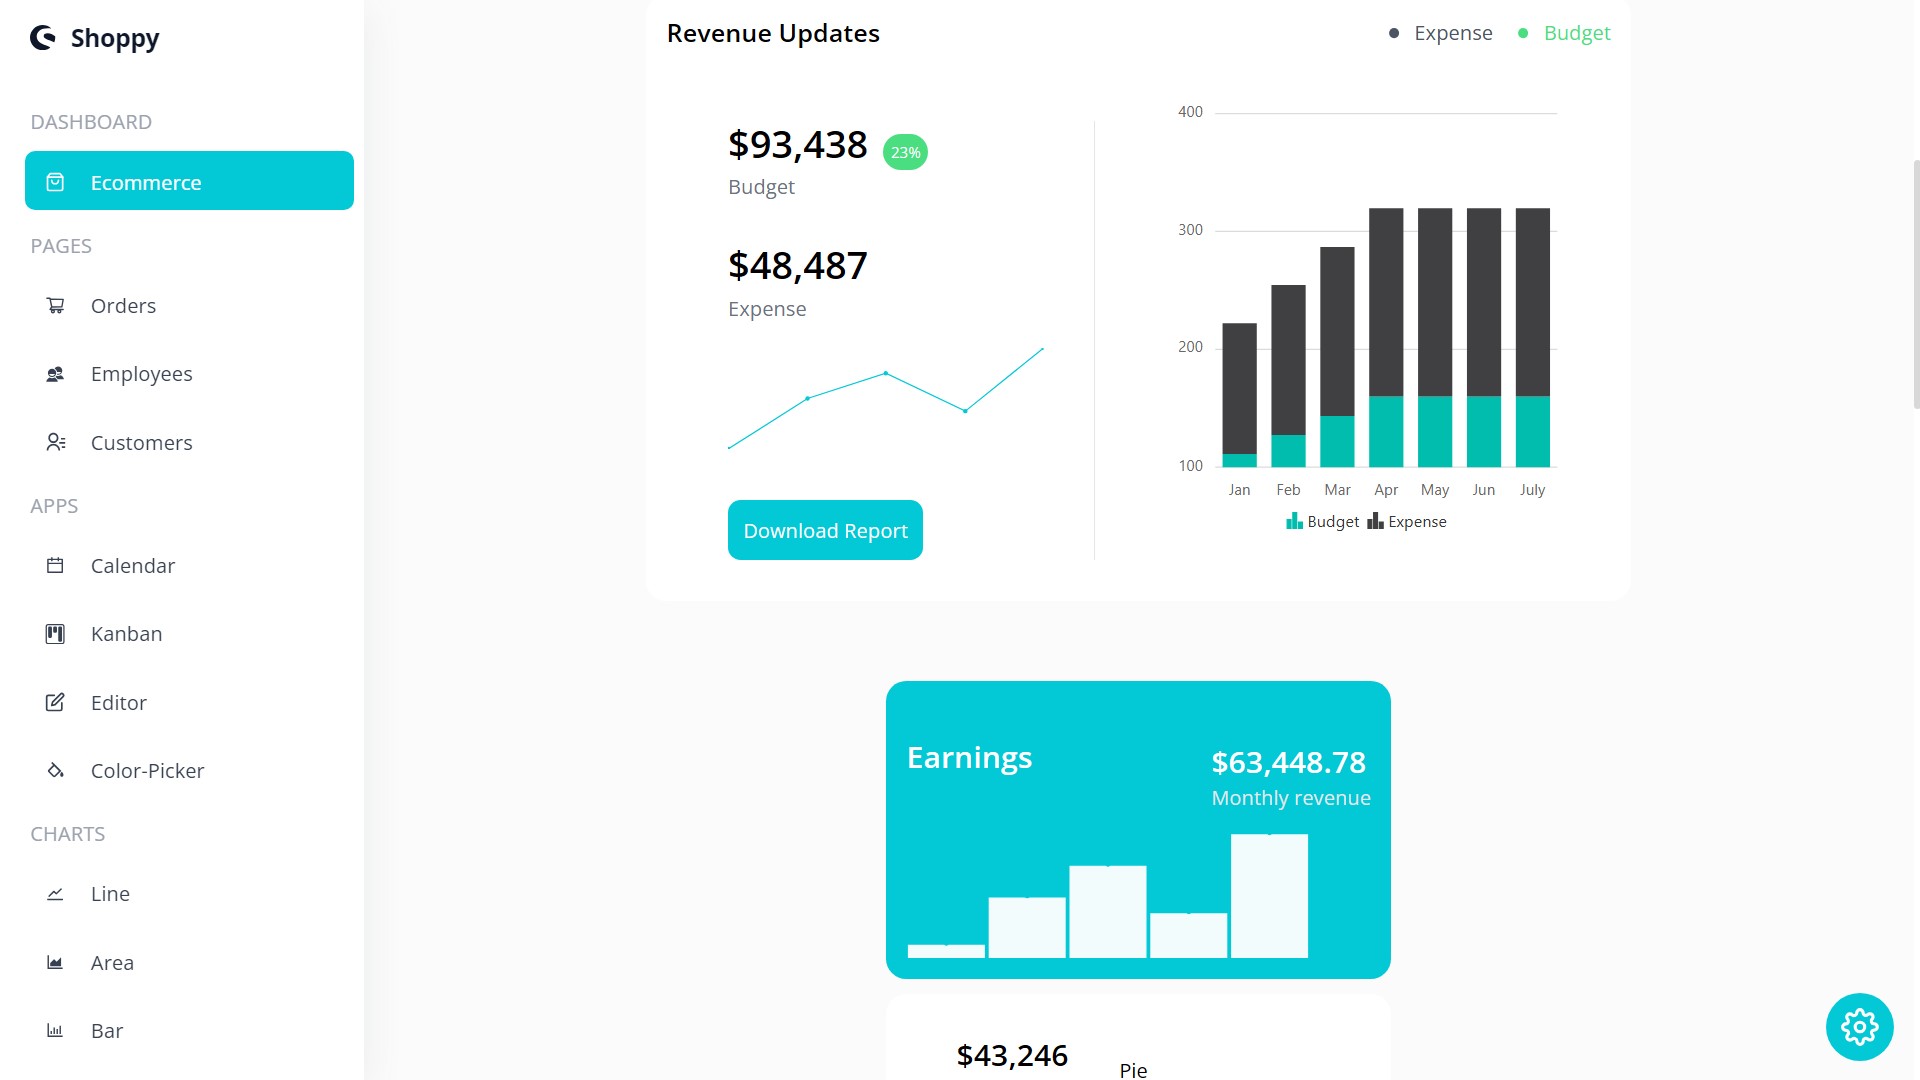 Shoppy
DASHBOARD
Ecommerce
PAGES
Orders
Employees
Customers
APPS
Calendar
Kanban
Editor
Color-Picker
CHARTS
Line
Area
Bar
Revenue Updates
Expense
Budget
$93,438
23%
Budget
$48,487
Expense
Download Report
400
300
200
100
Jan Feb Mar Apr May Jun July
Budget Expense
Earnings
$63,448.78
Monthly revenue
$43,246
Pie